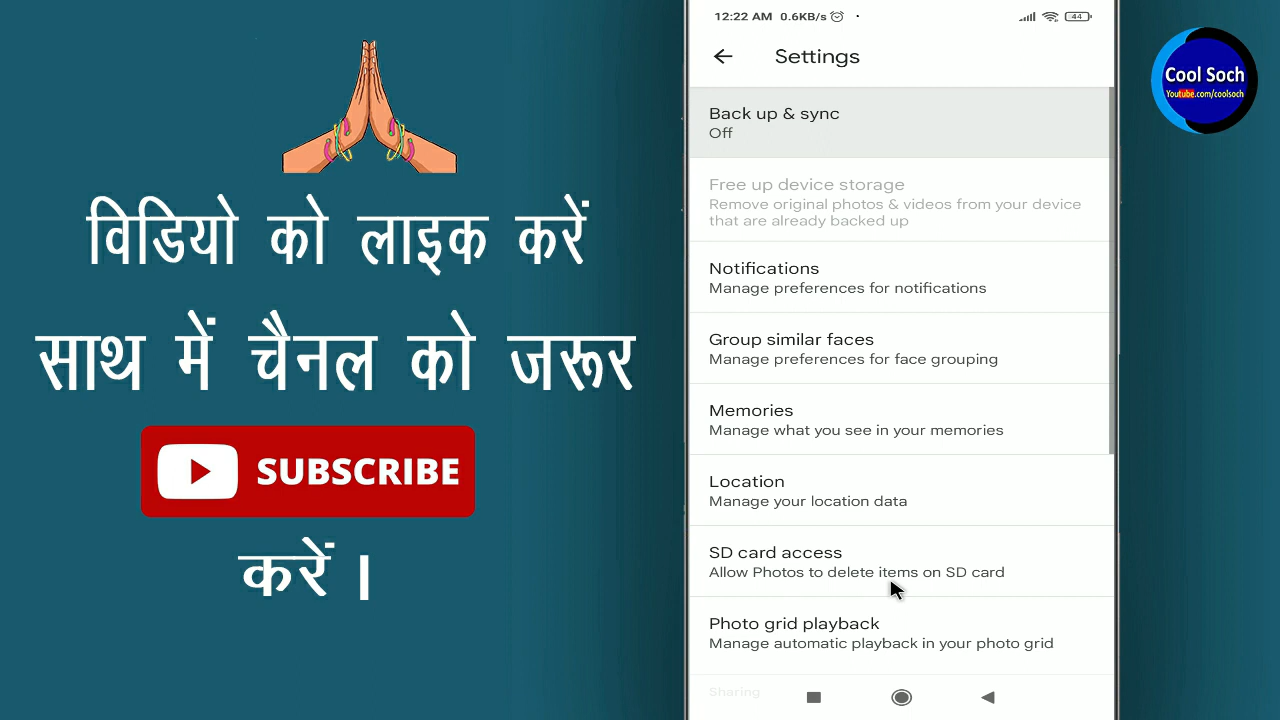 विडियो को लाइक करें
साथ में चैनल को जरूर
SUBSCRIBE
करें ।
12:22 AM 0.6KB/s
44
Settings
Back up & sync
Off
Free up device storage
Remove original photos & videos from your device
that are already backed up
Notifications
Manage preferences for notifications
Group similar faces
Manage preferences for face grouping
Memories
Manage what you see in your memories
Location
Manage your location data
SD card access
Allow Photos to delete items on SD card
Photo grid playback
Manage automatic playback in your photo grid
Sharing
Cool Soch
Youtube.com/coolsoch